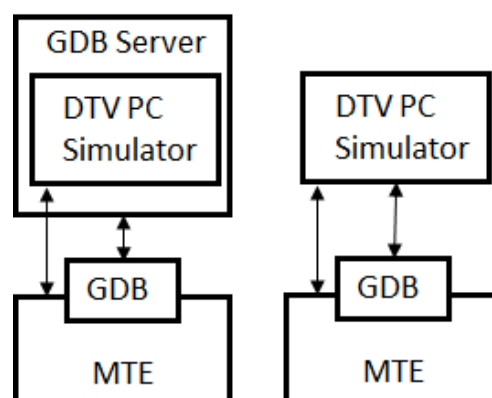 GDB Server
DTV PC
Simulator
GDB
MTE
DTV PC
Simulator
GDB
MTE